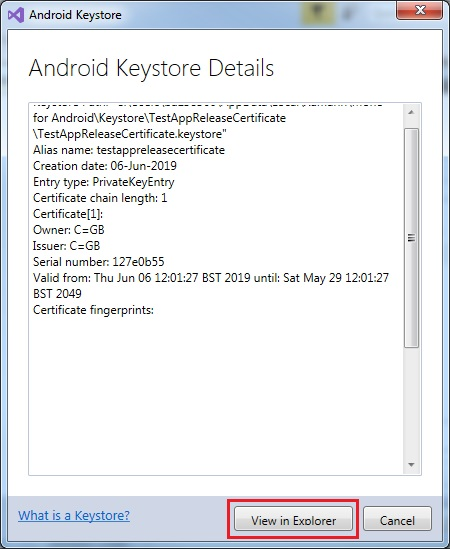 Android Keystore
Android Keystore Details
for Android\Keystore\TestAppReleaseCertificate
\TestAppReleaseCertificate.keystore"
Alias name: testappreleasecertificate
Creation date: 06-Jun-2019
Entry type: PrivateKeyEntry
Certificate chain length: 1
Certificate[1]:
Owner: C=GB
Issuer: C=GB
Serial number: 127e0b55
Valid from: Thu Jun 06 12:01:27 BST 2019 until: Sat May 29 12:01:27
BST 2049
Certificate fingerprints:
What is a Keystore?
View in Explorer
Cancel